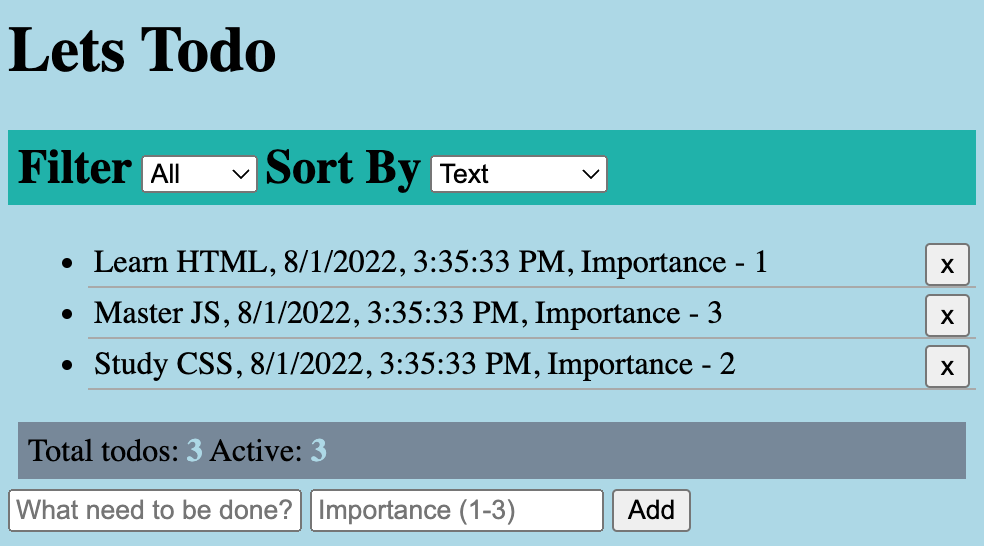 Lets Todo
Filter All Sort By Text
Learn HTML, 8/1/2022, 3:35:33 PM, Importance - 1 x
Master JS, 8/1/2022, 3:35:33 PM, Importance - 3 x
Study CSS, 8/1/2022, 3:35:33 PM, Importance - 2 x
Total todos: 3 Active: 3
What need to be done? Importance (1-3) Add